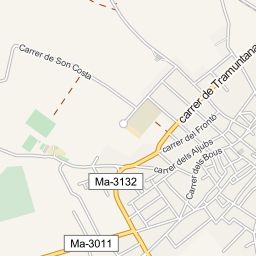 Carrer de Son Costa
carrer de Tramuntana
carrer del Frontó
carrer dels Aljubs
Carrer dels Bous
Ma-3132
Ma-3011